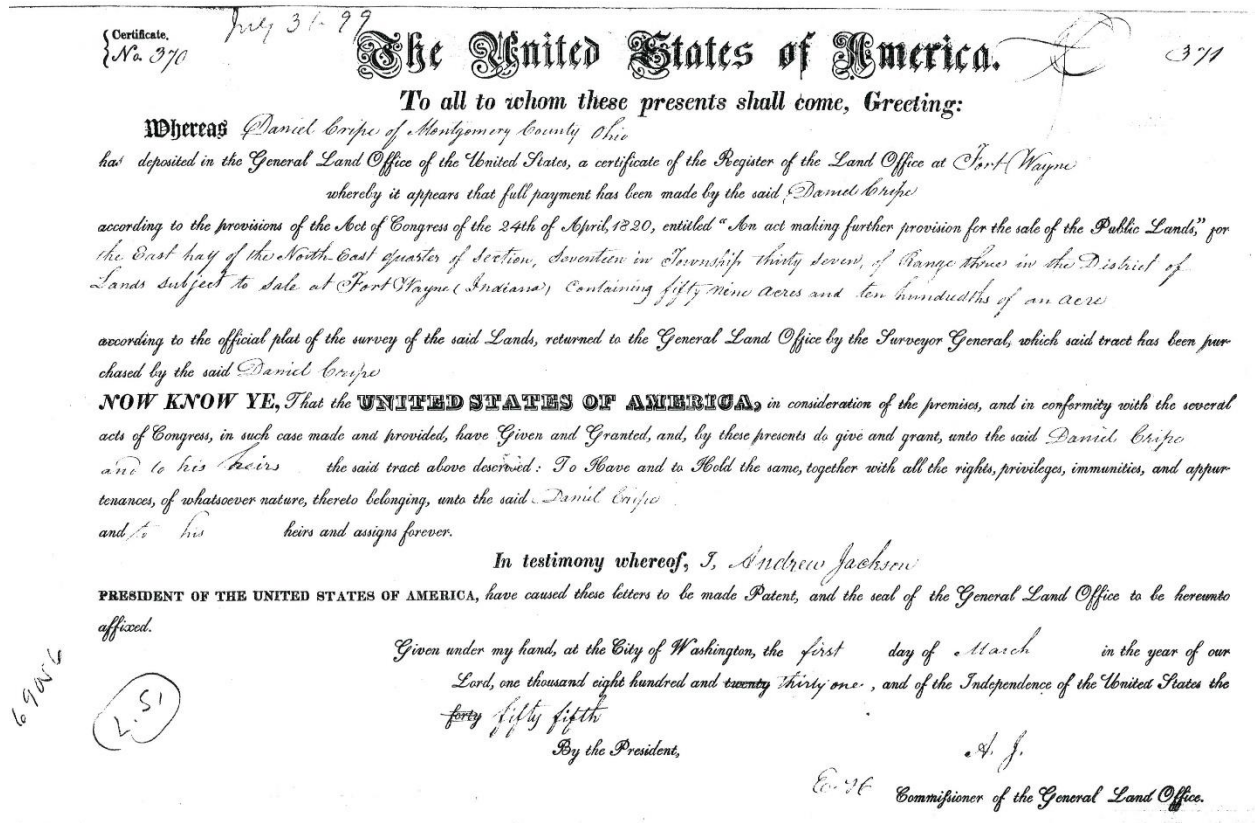 July 31 99
Certificate,
No. 370
The United States of America.
371
To all to whom these presents shall come, Greeting:
Whereas Daniel Cripe of Montgomery County Ohio
has deposited in the General Land Office of the United States, a certificate of the Register of the Land Office at Fort Wayne
whereby it appears that full payment has been made by the said Daniel Cripe
according to the provisions of the Act of Congress of the 24th of April, 1820, entitled "An act making further provision for the sale of the Public Lands," for
the East half of the North East quarter of section, Seventeen in Township thirty seven, of Range three in the District of
Lands subject to sale at Fort Wayne (Indiana) Containing fifty nine acres and ten hundredths of an acre
according to the official plat of the survey of the said Lands, returned to the General Land Office by the Surveyor General, which said tract has been pur-
chased by the said Daniel Cripe
NOW KNOW YE, That the UNITED STATES OF AMERICA, in consideration of the premises, and in conformity with the several
acts of Congress, in such case made and provided, have Given and Granted, and, by these presents do give and grant, unto the said Daniel Cripe
and to his heirs the said tract above described: To Have and to Hold the same, together with all the rights, privileges, immunities, and appur-
tenances, of whatsoever nature, thereto belonging, unto the said Daniel Cripe
and to his heirs and assigns forever.
In testimony whereof, I, Andrew Jackson
PRESIDENT OF THE UNITED STATES OF AMERICA, have caused these letters to be made Patent, and the seal of the General Land Office to be hereunto
affixed.
Given under my hand, at the City of Washington, the first day of March in the year of our
Lord, one thousand eight hundred and twenty thirty one, and of the Independence of the United States the
forty fifty fifth
By the President, A. J.
Commissioner of the General Land Office.
L.S.